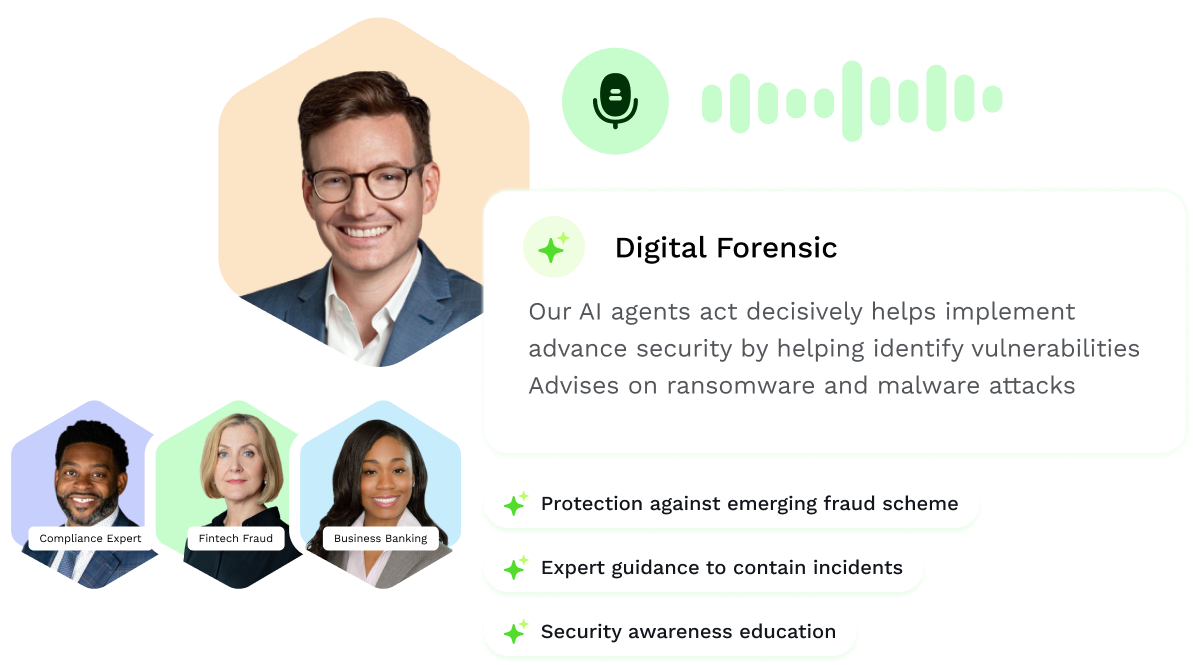 Digital Forensic
Our AI agents act decisively helps implement
advance security by helping identify vulnerabilities
Advises on ransomware and malware attacks
Compliance Expert
Fintech Fraud
Business Banking
Protection against emerging fraud scheme
Expert guidance to contain incidents
Security awareness education